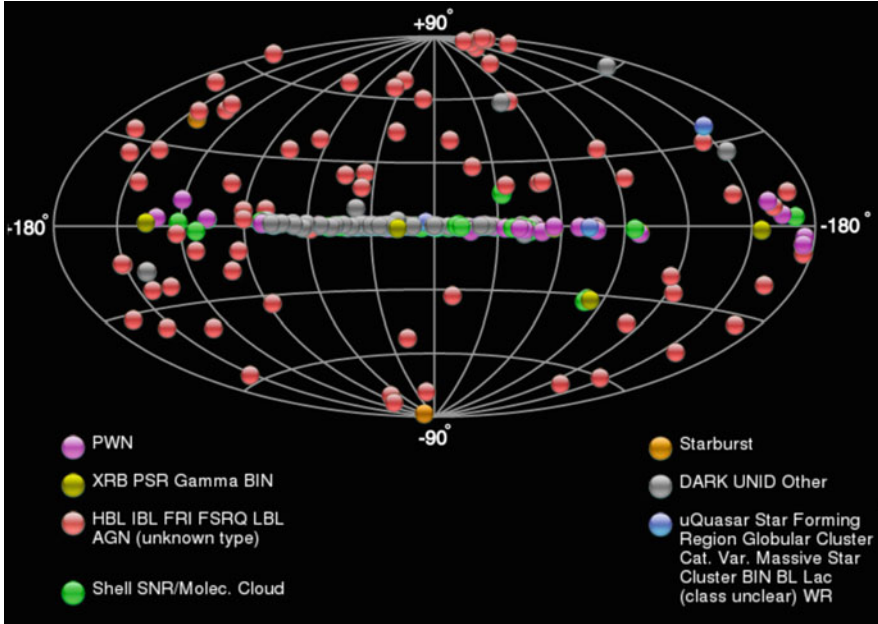 +90°
-180°
-180°
-90°
PWN
XRB PSR Gamma BIN
HBL IBL FRI FSRQ LBL
AGN (unknown type)
Shell SNR/Molec. Cloud
Starburst
DARK UNID Other
uQuasar Star Forming
Region Globular Cluster
Cat. Var. Massive Star
Cluster BIN BL Lac
(class unclear) WR